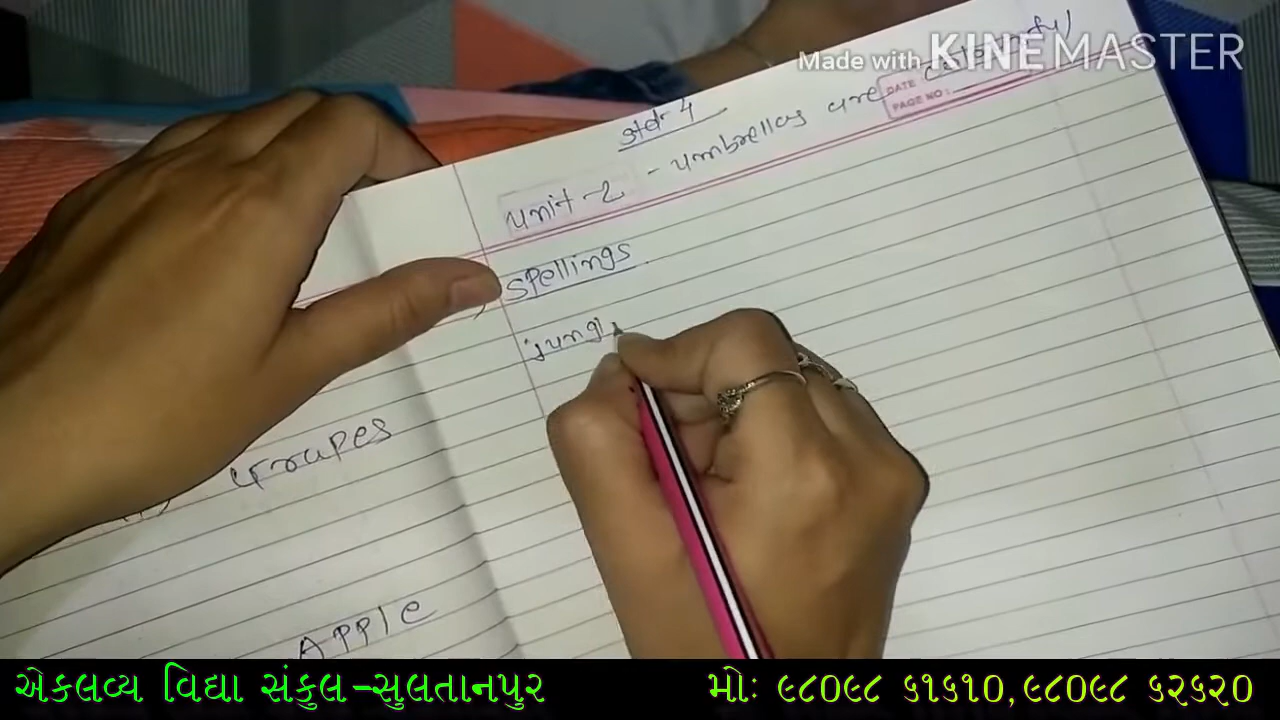 Made with KINEMASTER
std- 4
DATE
PAGE NO:
unit-2 - umbrellas are colourful
spellings
jungl
Grapes
Apple
એકલવ્ય વિદ્યા સંકુલ-સુલતાનપુર
મોઃ ૯૮૦૯૮ ૬૧૬૧૦,૯૮૦૯૮ ૬૨૬૨૦